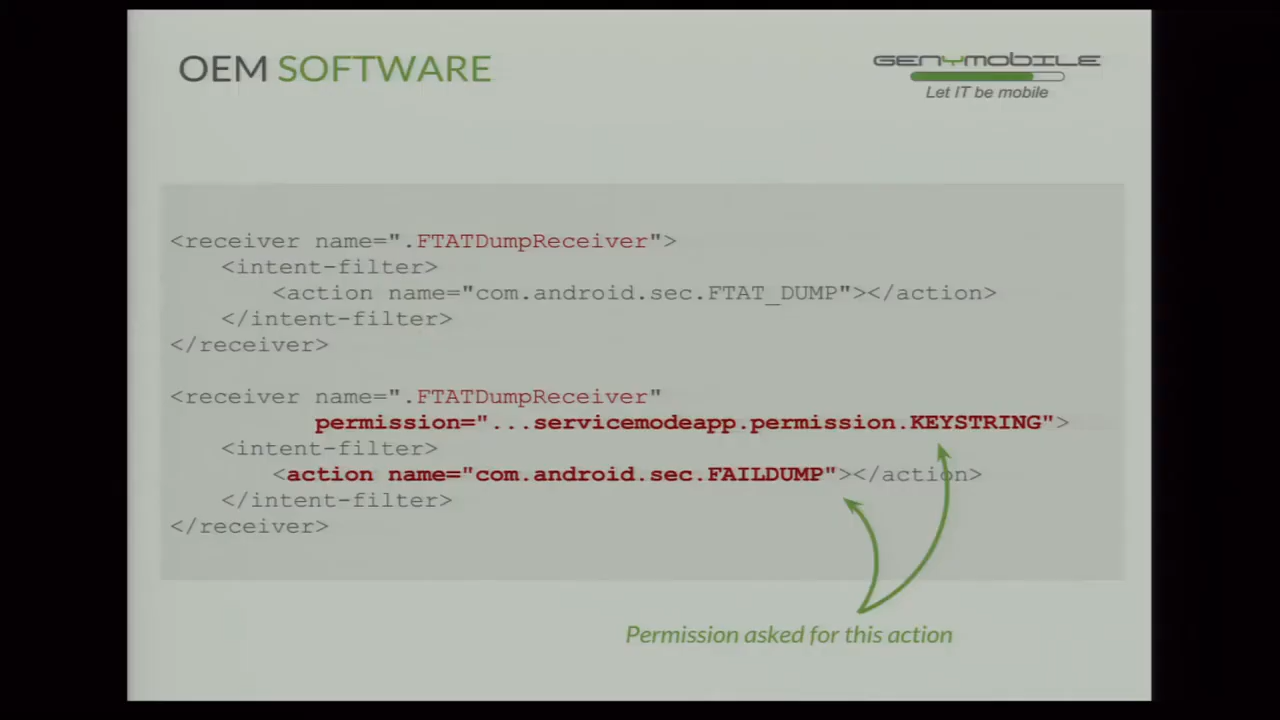 OEM SOFTWARE
GENYMOBILE
Let IT be mobile
<receiver name=".FTATDumpReceiver">
<intent-filter>
<action name="com.android.sec.FTAT_DUMP"></action>
</intent-filter>
</receiver>
<receiver name=".FTATDumpReceiver"
permission="...servicemodeapp.permission.KEYSTRING">
<intent-filter>
<action name="com.android.sec.FAILDUMP"></action>
</intent-filter>
</receiver>
Permission asked for this action